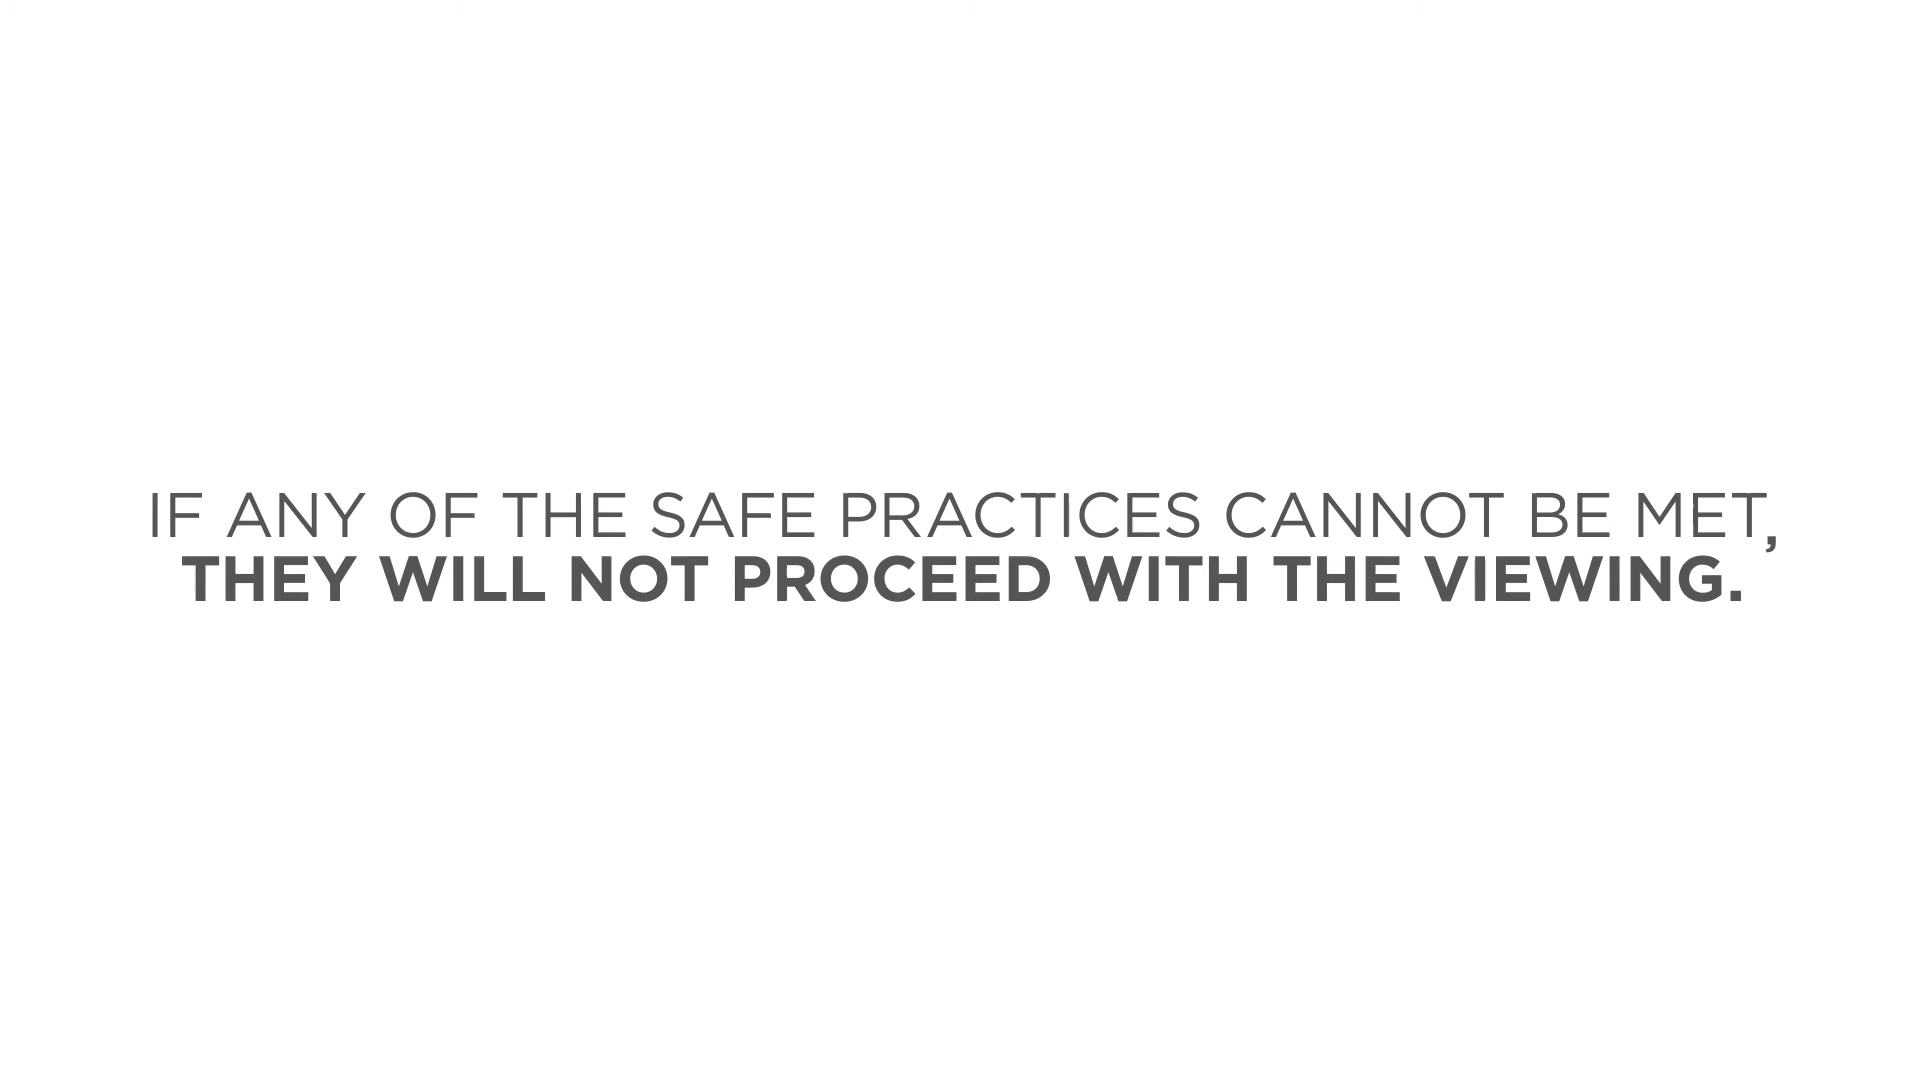 IF ANY OF THE SAFE PRACTICES CANNOT BE MET,
THEY WILL NOT PROCEED WITH THE VIEWING.